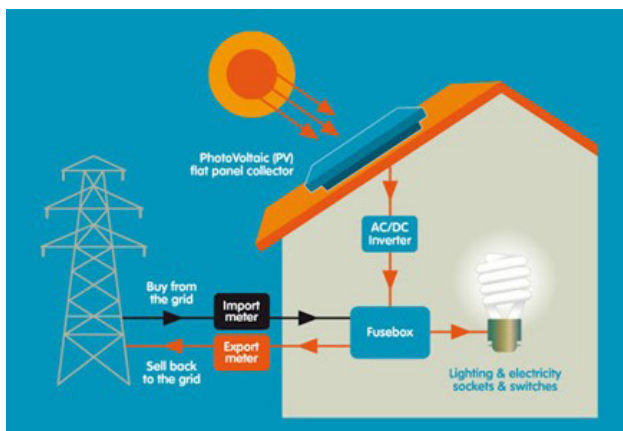 PhotoVoltaic (PV)
flat panel collector
AC/DC
Inverter
Buy from
the grid
Import
meter
Fusebox
Export
meter
Sell back
to the grid
Lighting & electricity
sockets & switches